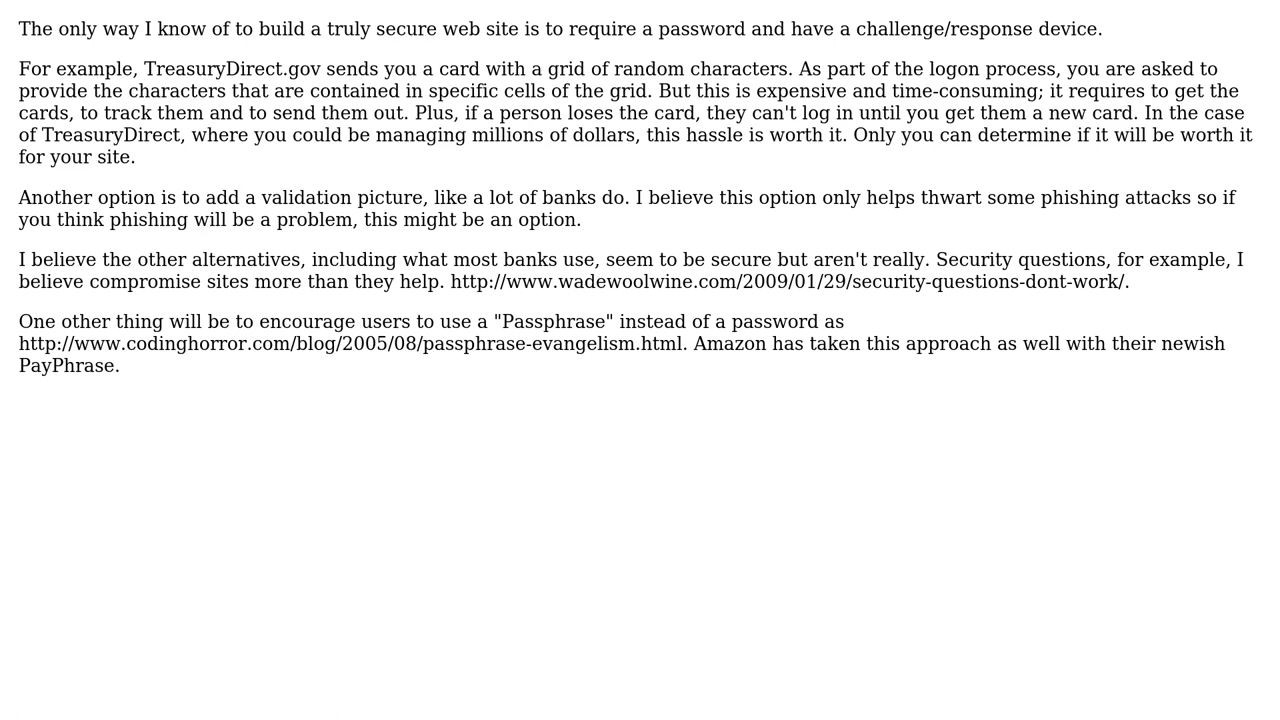 The only way I know of to build a truly secure web site is to require a password and have a challenge/response device.
For example, TreasuryDirect.gov sends you a card with a grid of random characters. As part of the logon process, you are asked to
provide the characters that are contained in specific cells of the grid. But this is expensive and time-consuming; it requires to get the
cards, to track them and to send them out. Plus, if a person loses the card, they can't log in until you get them a new card. In the case
of TreasuryDirect, where you could be managing millions of dollars, this hassle is worth it. Only you can determine if it will be worth it
for your site.
Another option is to add a validation picture, like a lot of banks do. I believe this option only helps thwart some phishing attacks so if
you think phishing will be a problem, this might be an option.
I believe the other alternatives, including what most banks use, seem to be secure but aren't really. Security questions, for example, I
believe compromise sites more than they help. http://www.wadewoolwine.com/2009/01/29/security-questions-dont-work/.
One other thing will be to encourage users to use a "Passphrase" instead of a password as
http://www.codinghorror.com/blog/2005/08/passphrase-evangelism.html. Amazon has taken this approach as well with their newish
PayPhrase.